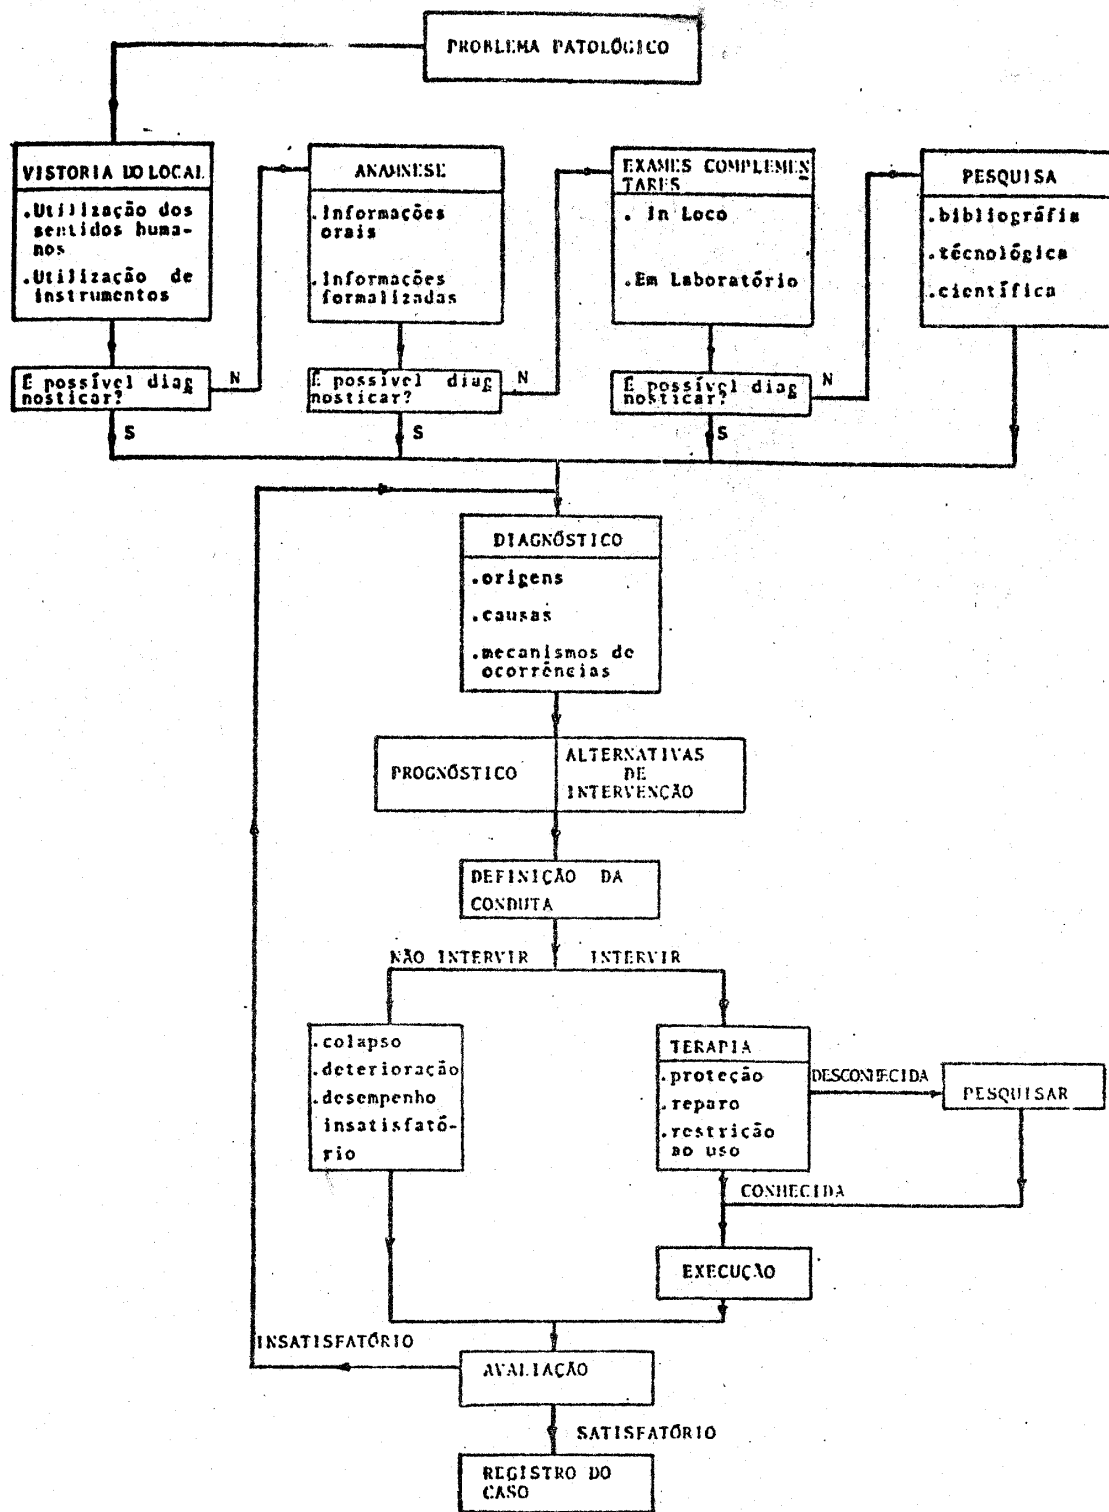 PROBLEMA PATOLÓGICO
VISTORIA DO LOCAL
.Utilização dos
sentidos huma-
nos
.Utilização de
instrumentos
É possível diag
nosticar?
N
S
ANAMNESE
.Informações
orais
.Informações
formalizadas
É possível diag
nosticar?
N
S
EXAMES COMPLEMEN
TARES
. In Loco
.Em Laboratório
É possível diag
nosticar?
N
S
PESQUISA
.bibliográfia
.técnológica
.científica
DIAGNÓSTICO
.origens
.causas
.mecanismos de
ocorrências
PROGNÓSTICO
ALTERNATIVAS
DE
INTERVENÇÃO
DEFINIÇÃO DA
CONDUTA
NÃO INTERVIR
INTERVIR
.colapso
.deterioração
.desempenho
insatisfató-
rio
TERAPIA
.proteção
.reparo
.restrição
ao uso
DESCONHECIDA
PESQUISAR
CONHECIDA
EXECUÇÃO
INSATISFATÓRIO
AVALIAÇÃO
SATISFATÓRIO
REGISTRO DO
CASO